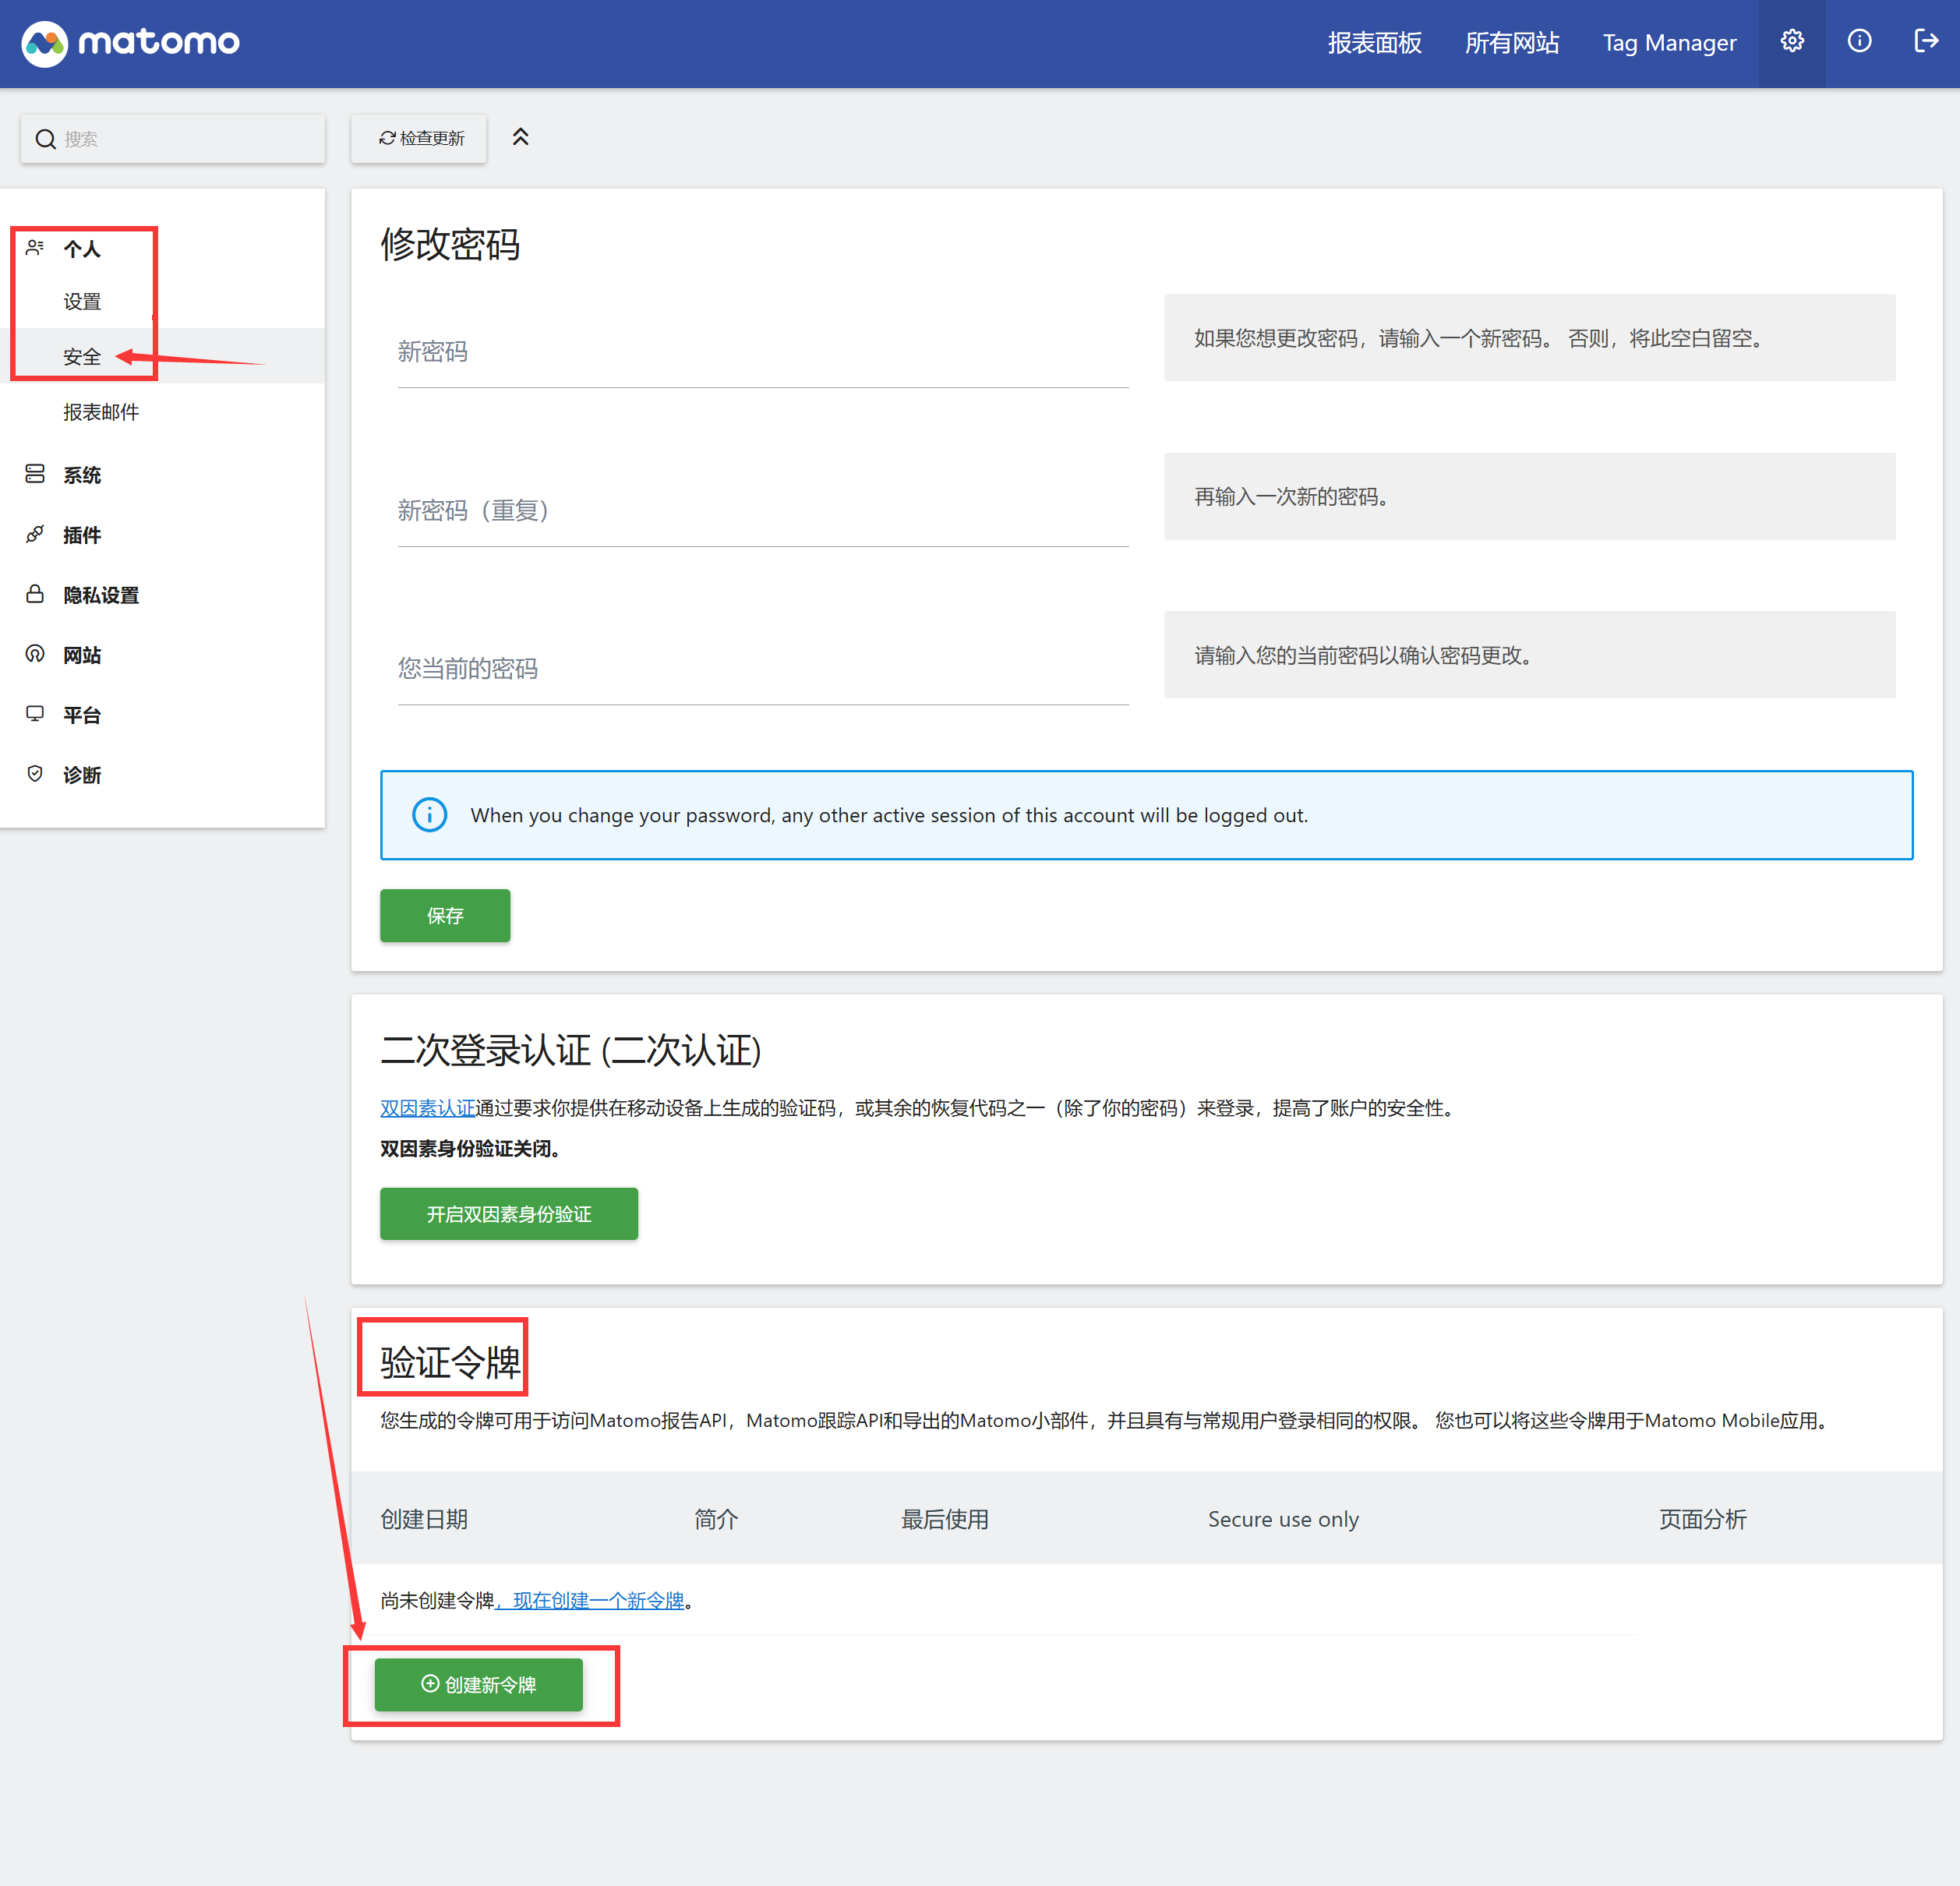 matomo
报表面板 所有网站 Tag Manager
搜索
检查更新
个人
设置
安全
报表邮件
系统
插件
隐私设置
网站
平台
诊断
修改密码
新密码
如果您想更改密码，请输入一个新密码。 否则，将此空白留空。
新密码（重复）
再输入一次新的密码。
您当前的密码
请输入您的当前密码以确认密码更改。
When you change your password, any other active session of this account will be logged out.
保存
二次登录认证 (二次认证)
双因素认证通过要求你提供在移动设备上生成的验证码，或其余的恢复代码之一（除了你的密码）来登录，提高了账户的安全性。
双因素身份验证关闭。
开启双因素身份验证
验证令牌
您生成的令牌可用于访问Matomo报告API，Matomo跟踪API和导出的Matomo小部件，并且具有与常规用户登录相同的权限。 您也可以将这些令牌用于Matomo Mobile应用。
创建日期 简介 最后使用 Secure use only 页面分析
尚未创建令牌，现在创建一个新令牌。
创建新令牌